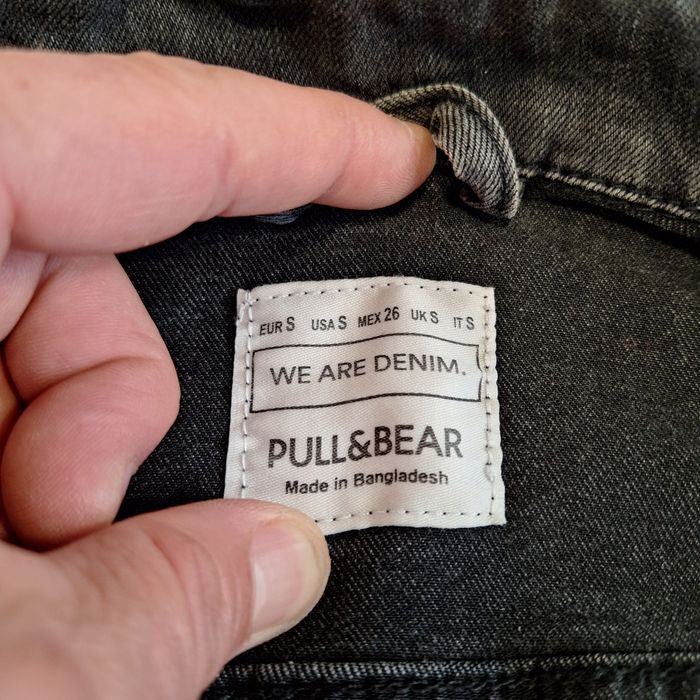 EUR S USA S MEX 26 UK S IT S
WE ARE DENIM.
PULL&BEAR
Made in Bangladesh